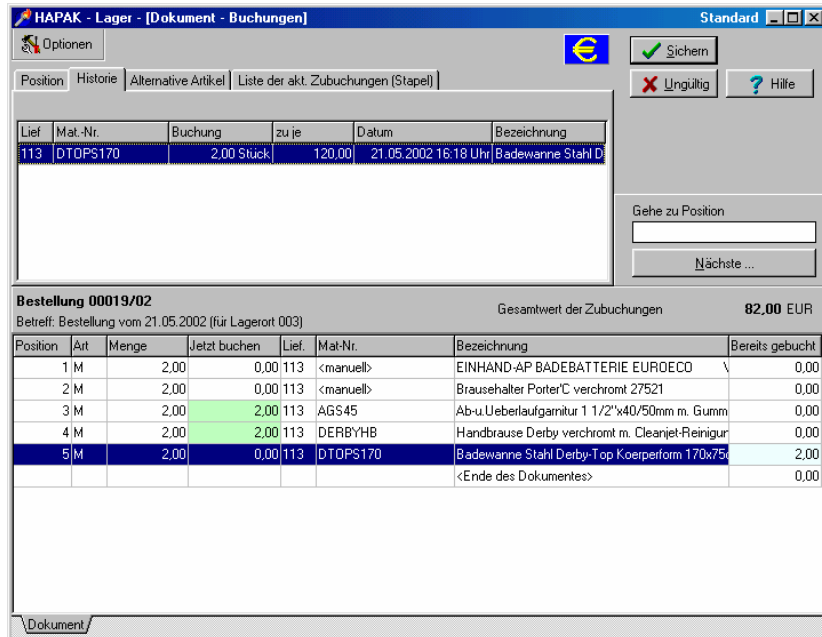 HAPAK - Lager - [Dokument - Buchungen] Standard
Optionen
€
Sichern
Ungültig
Hilfe
Position Historie Alternative Artikel Liste der akt. Zubuchungen (Stapel)
Lief Mat.-Nr. Buchung zu je Datum Bezeichnung
113 DTOPS170 2,00 Stück 120,00 21.05.2002 16:18 Uhr Badewanne Stahl D
Gehe zu Position
Nächste ...
Bestellung 00019/02
Betreff: Bestellung vom 21.05.2002 (für Lagerort 003)
Gesamtwert der Zubuchungen 82,00 EUR
Position Art Menge Jetzt buchen Lief. Mat-Nr. Bezeichnung Bereits gebucht
1 M 2,00 0,00 113 <manuell> EINHAND-AP BADEBATTERIE EUROECO 0,00
2 M 2,00 0,00 113 <manuell> Brausehalter Porter'C verchromt 27521 0,00
3 M 2,00 2,00 113 AGS45 Ab-u.Ueberlaufgarnitur 1 1/2"x40/50mm m. Gumm 0,00
4 M 2,00 2,00 113 DERBYHB Handbrause Derby verchromt m. Cleanjet-Reinigur 0,00
5 M 2,00 0,00 113 DTOPS170 Badewanne Stahl Derby-Top Koerperform 170x75c 2,00
<Ende des Dokumentes> 0,00
Dokument